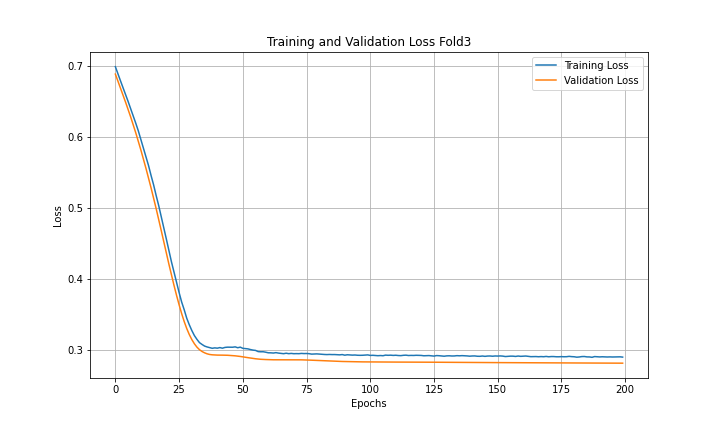 Training and Validation Loss Fold3
Training Loss
Validation Loss
0.7
0.6
0.5
0.4
0.3
Loss
0
25
50
75
100
125
150
175
200
Epochs